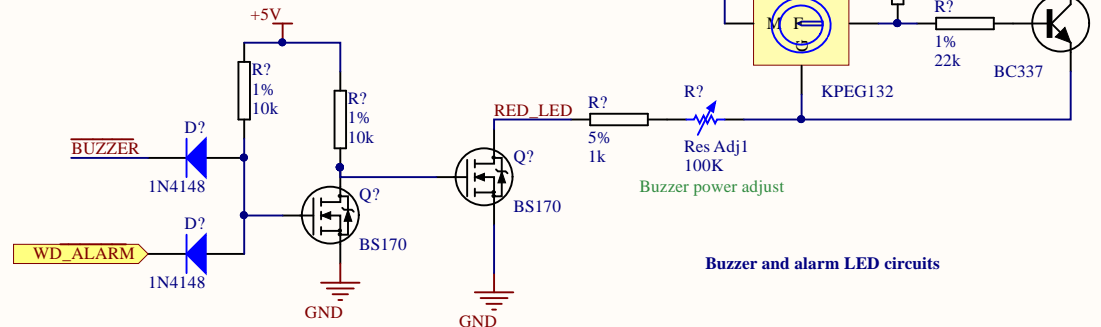 +5V
R?
1%
10k
R?
1%
10k
D?
BUZZER
1N4148
D?
WD_ALARM
1N4148
Q?
BS170
GND
RED_LED
Q?
BS170
GND
R?
5%
1k
R?
Res Adj1
100K
Buzzer power adjust
M
F
G
KPEG132
R?
1%
22k
BC337
Buzzer and alarm LED circuits